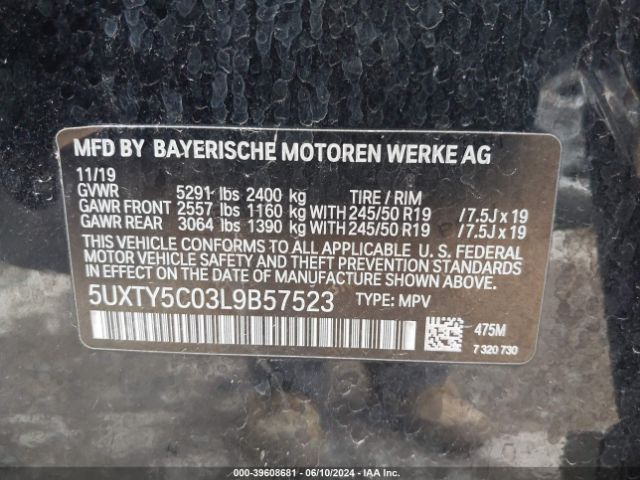 MFD BY BAYERISCHE MOTOREN WERKE AG
11/19
GVWR 5291 lbs 2400 kg TIRE / RIM
GAWR FRONT 2557 lbs 1160 kg WITH 245/50 R19 /7.5J x 19
GAWR REAR 3064 lbs 1390 kg WITH 245/50 R19 /7.5J x 19
THIS VEHICLE CONFORMS TO ALL APPLICABLE U. S. FEDERAL
MOTOR VEHICLE SAFETY AND THEFT PREVENTION STANDARDS
IN EFFECT ON THE DATE OF MANUFACTURE SHOWN ABOVE.
5UXTY5C03L9B57523 TYPE: MPV
475M
7 320 730
000-39608681 - 06/10/2024 - IAAI.com